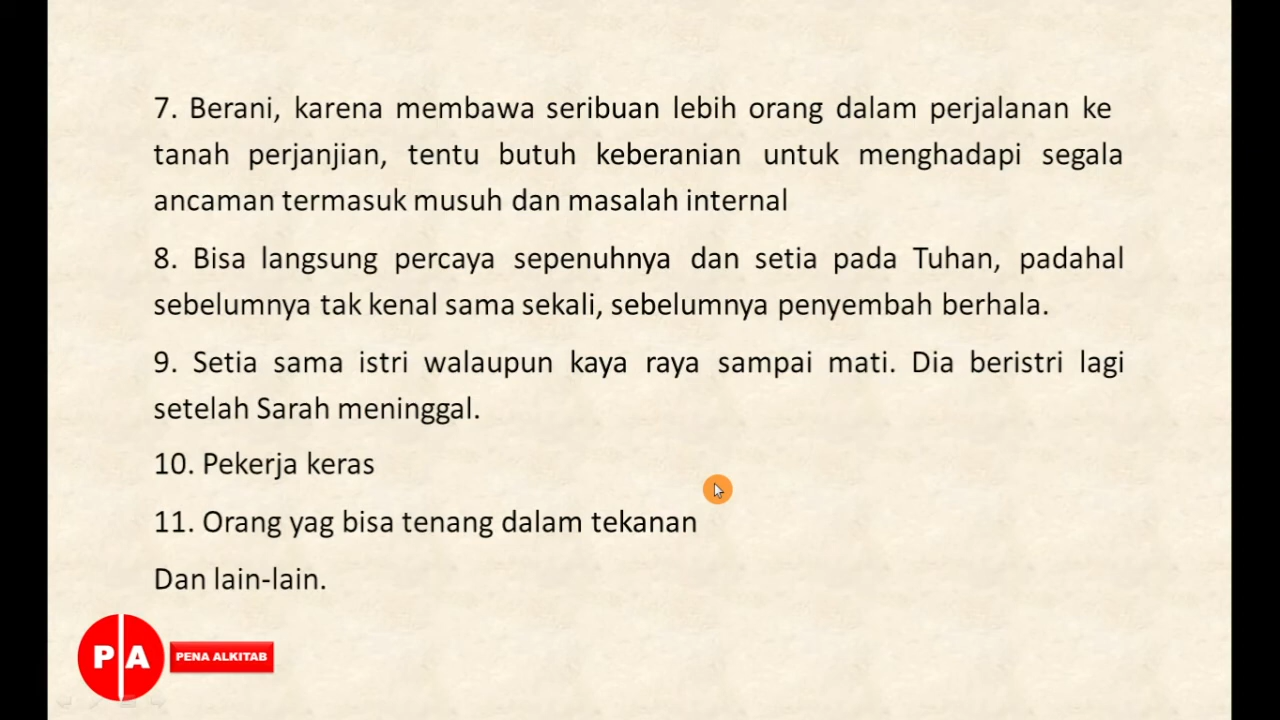 7. Berani, karena membawa seribuan lebih orang dalam perjalanan ke
tanah perjanjian, tentu butuh keberanian untuk menghadapi segala
ancaman termasuk musuh dan masalah internal
8. Bisa langsung percaya sepenuhnya dan setia pada Tuhan, padahal
sebelumnya tak kenal sama sekali, sebelumnya penyembah berhala.
9. Setia sama istri walaupun kaya raya sampai mati. Dia beristri lagi
setelah Sarah meninggal.
10. Pekerja keras
11. Orang yag bisa tenang dalam tekanan
Dan lain-lain.
P A
PENA ALKITAB